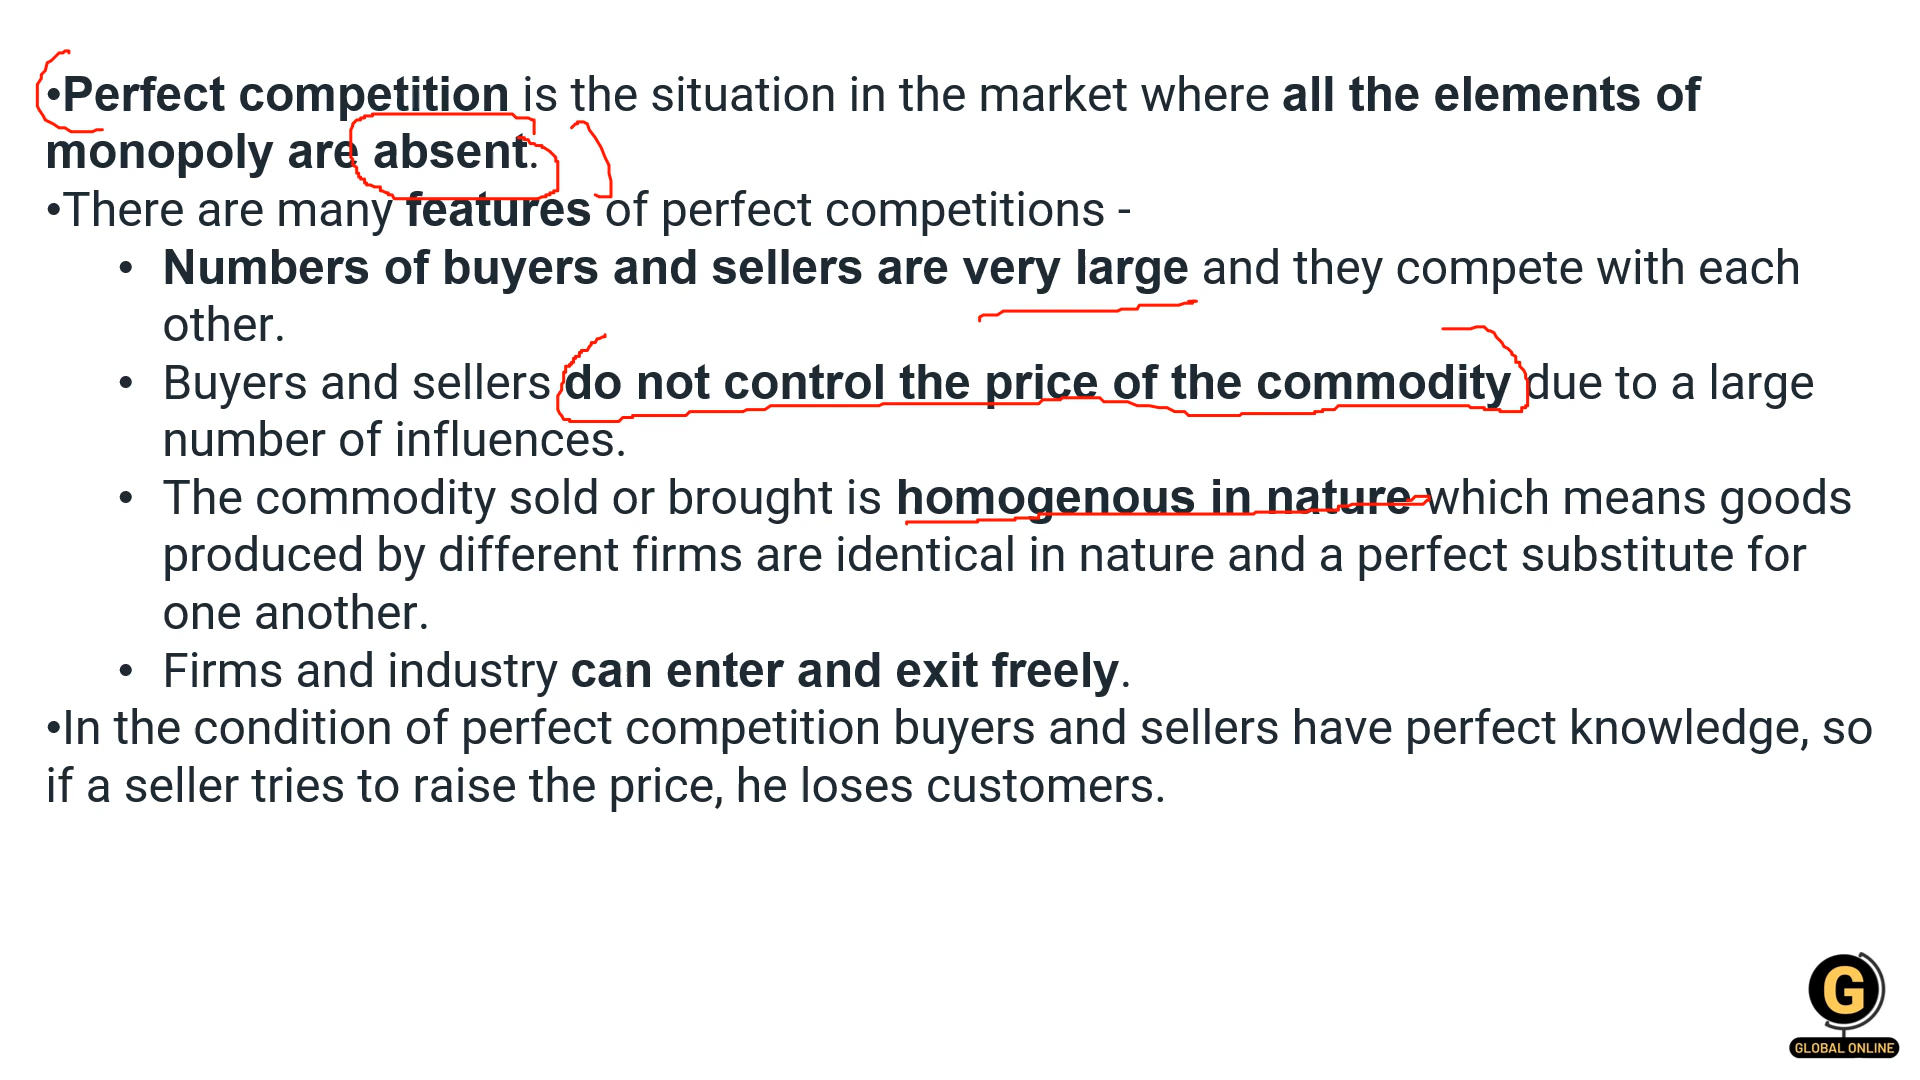 •Perfect competition is the situation in the market where all the elements of
monopoly are absent.
•There are many features of perfect competitions -
• Numbers of buyers and sellers are very large and they compete with each
other.
• Buyers and sellers do not control the price of the commodity due to a large
number of influences.
• The commodity sold or brought is homogenous in nature which means goods
produced by different firms are identical in nature and a perfect substitute for
one another.
• Firms and industry can enter and exit freely.
•In the condition of perfect competition buyers and sellers have perfect knowledge, so
if a seller tries to raise the price, he loses customers.
G
GLOBAL ONLINE